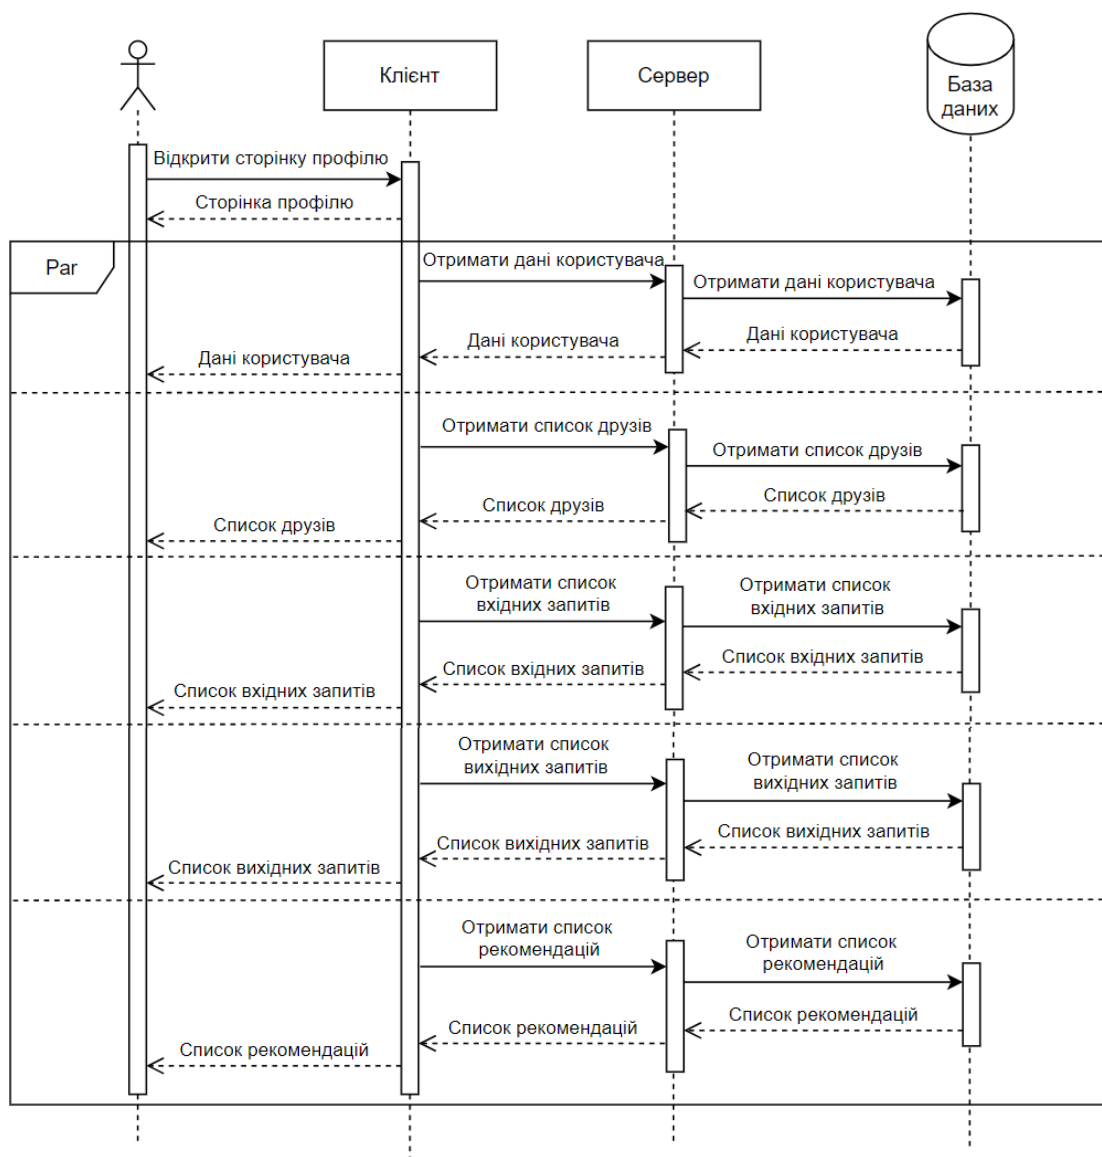 Клієнт
Сервер
База
даних
Відкрити сторінку профілю
Сторінка профілю
Par
Отримати дані користувача
Отримати дані користувача
Дані користувача
Дані користувача
Дані користувача
Отримати список друзів
Отримати список друзів
Список друзів
Список друзів
Список друзів
Отримати список
вхідних запитів
Отримати список
вхідних запитів
Список вхідних запитів
Список вхідних запитів
Список вхідних запитів
Отримати список
вихідних запитів
Отримати список
вихідних запитів
Список вихідних запитів
Список вихідних запитів
Список вихідних запитів
Отримати список
рекомендацій
Отримати список
рекомендацій
Список рекомендацій
Список рекомендацій
Список рекомендацій